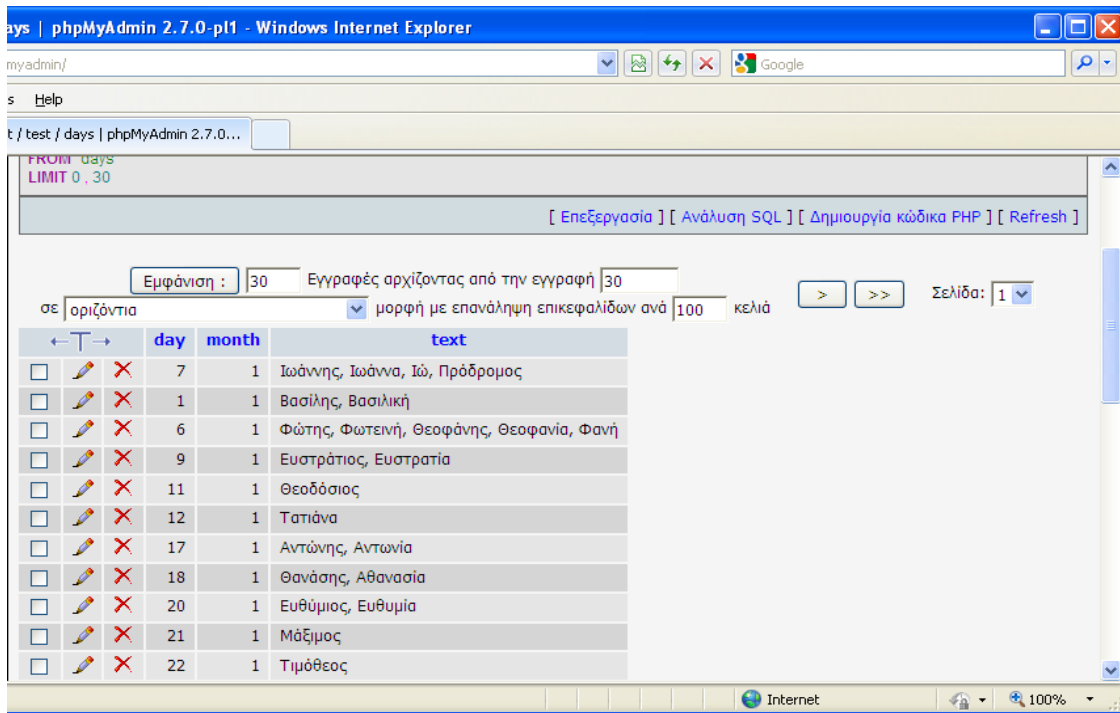 ays | phpMyAdmin 2.7.0-pl1 - Windows Internet Explorer
myadmin/
Google
s Help
t / test / days | phpMyAdmin 2.7.0...
FROM `days`
LIMIT 0 , 30
[ Επεξεργασία ] [ Ανάλυση SQL ] [ Δημιουργία κώδικα PHP ] [ Refresh ]
Εμφάνιση : 30 Εγγραφές αρχίζοντας από την εγγραφή 30
σε οριζόντια μορφή με επανάληψη επικεφαλίδων ανά 100 κελιά
> >> Σελίδα: 1
←T→ day month text
7 1 Ιωάννης, Ιωάννα, Ιώ, Πρόδρομος
1 1 Βασίλης, Βασιλική
6 1 Φώτης, Φωτεινή, Θεοφάνης, Θεοφανία, Φανή
9 1 Ευστράτιος, Ευστρατία
11 1 Θεοδόσιος
12 1 Τατιάνα
17 1 Αντώνης, Αντωνία
18 1 Θανάσης, Αθανασία
20 1 Ευθύμιος, Ευθυμία
21 1 Μάξιμος
22 1 Τιμόθεος
Internet 100%